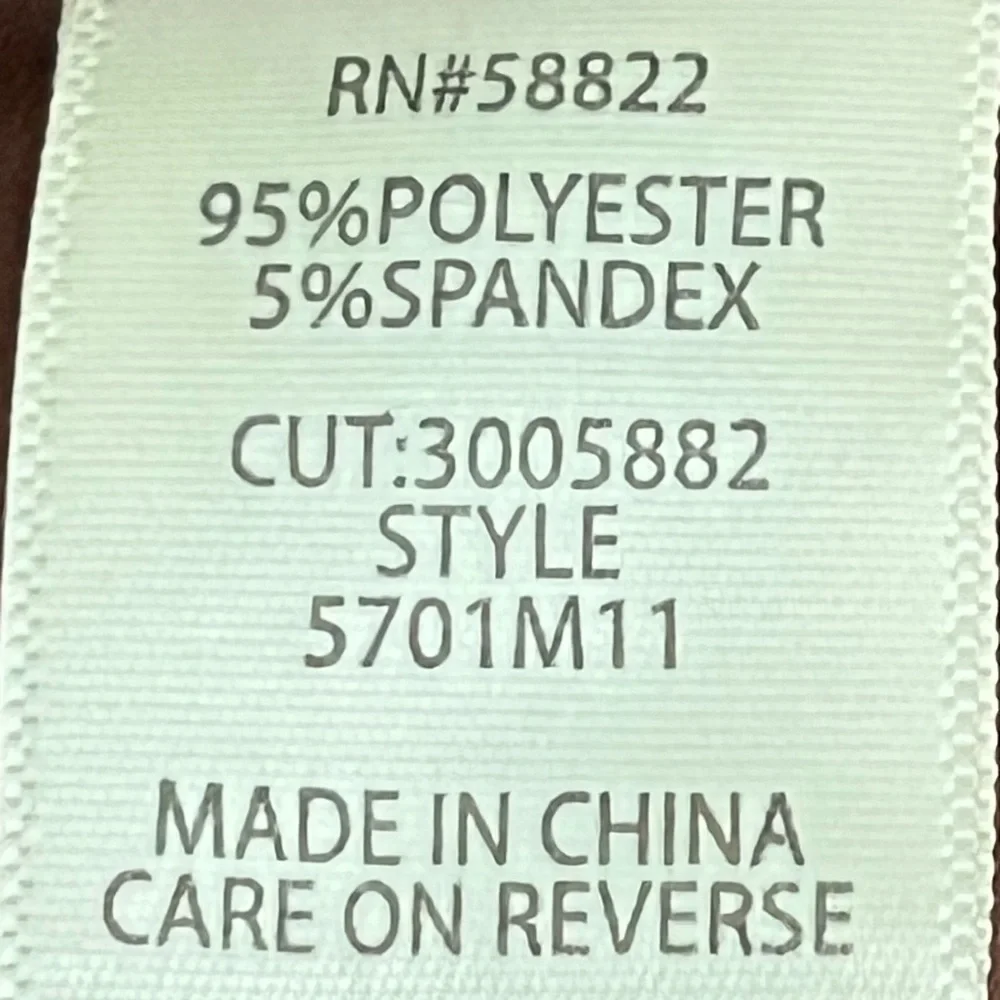 RN#58822
95%POLYESTER
5%SPANDEX
CUT:3005882
STYLE
5701M11
MADE IN CHINA
CARE ON REVERSE